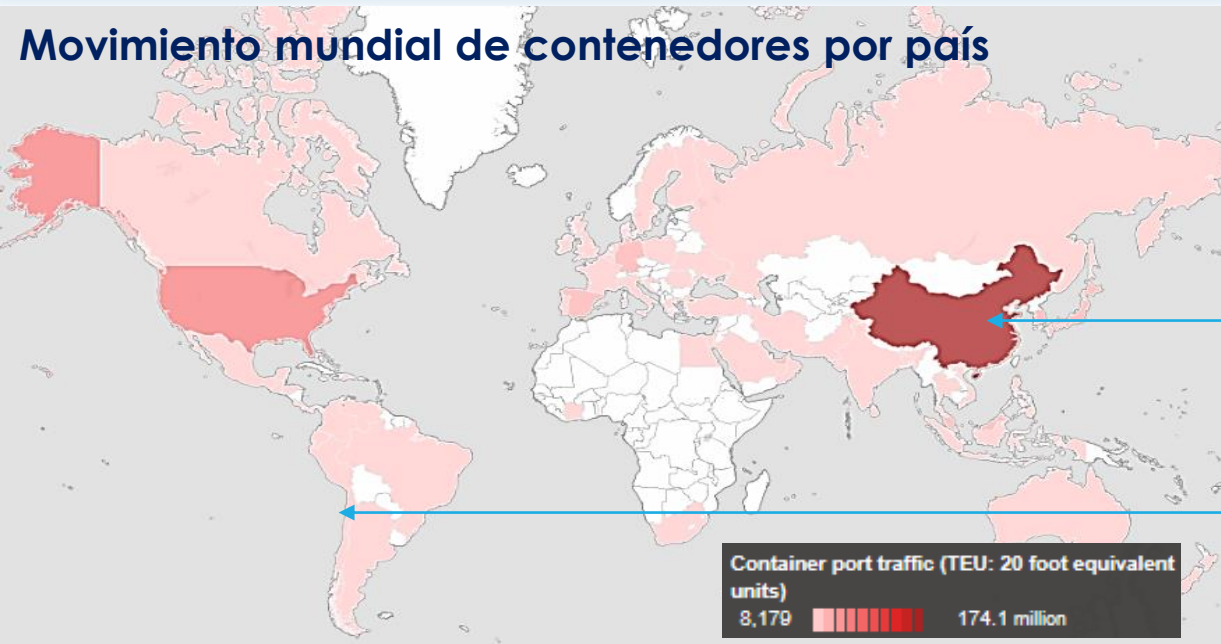 Movimiento mundial de contenedores por país
Container port traffic (TEU: 20 foot equivalent
units)
8,179 174.1 million